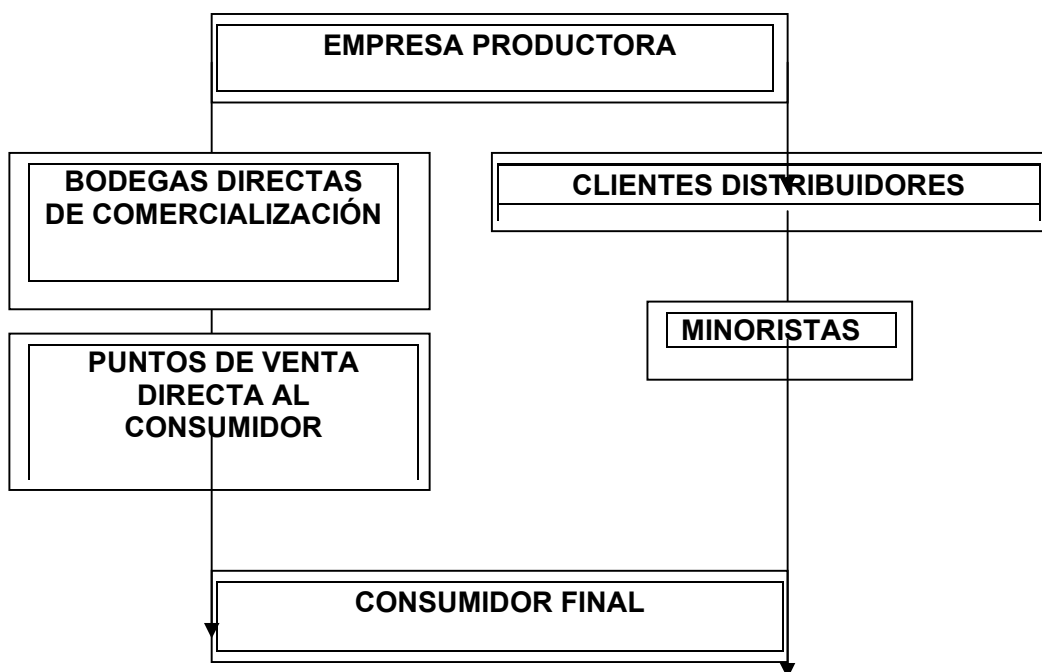 EMPRESA PRODUCTORA
BODEGAS DIRECTAS
DE COMERCIALIZACIÓN
CLIENTES DISTRIBUIDORES
MINORISTAS
PUNTOS DE VENTA
DIRECTA AL
CONSUMIDOR
CONSUMIDOR FINAL